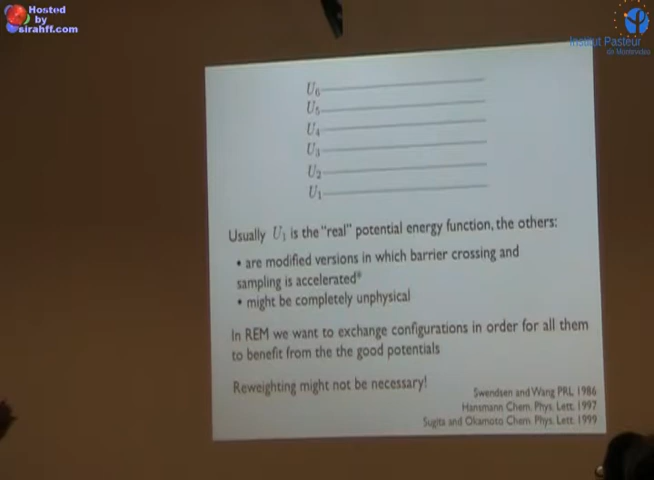 Hosted
by
sirahff.com
Institut Pasteur
de Montevideo
U6
U5
U4
U3
U2
U1
Usually U1 is the "real" potential energy function, the others:
• are modified versions in which barrier crossing and
sampling is accelerated*
• might be completely unphysical
In REM we want to exchange configurations in order for all them
to benefit from the the good potentials
Reweighting might not be necessary!
Swendsen and Wang PRL 1986
Hansmann Chem. Phys. Lett. 1997
Sugita and Okamoto Chem. Phys. Lett. 1999